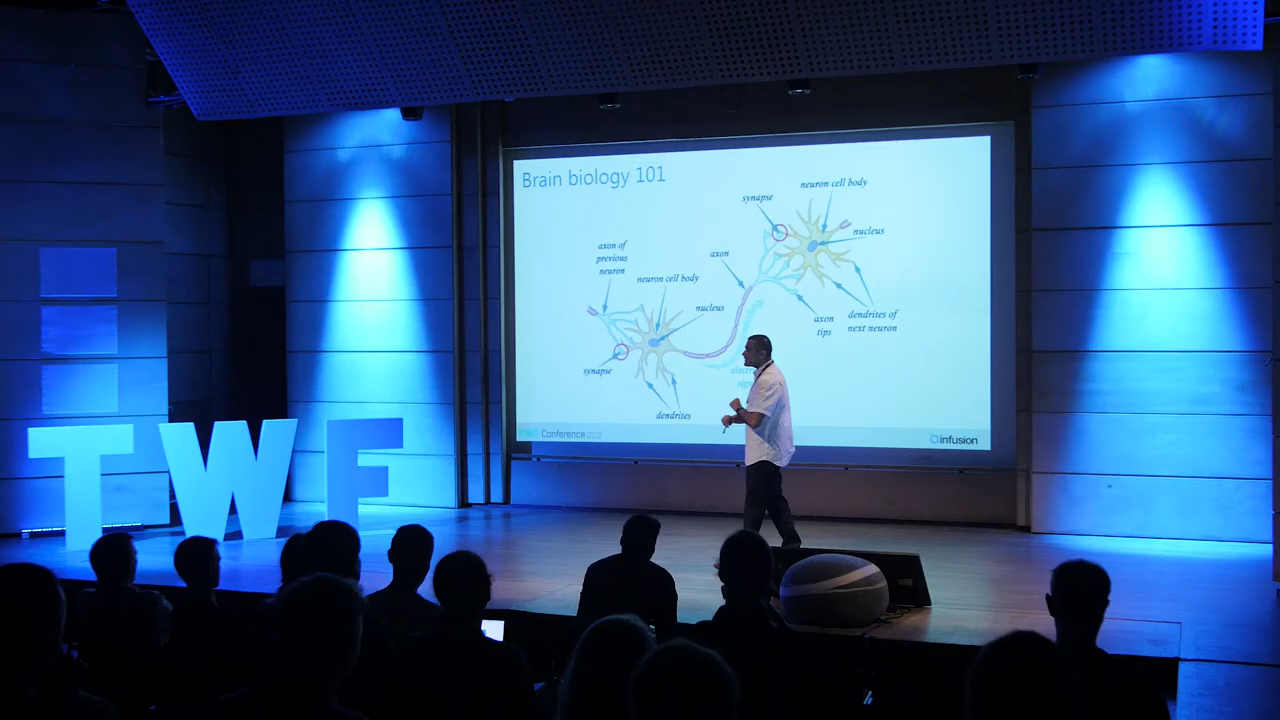 Brain biology 101
synapse
neuron cell body
nucleus
axon of
previous
neuron
neuron cell body
axon
nucleus
axon
tips
dendrites of
next neuron
synapse
dendrites
Conference
infusion
TWF